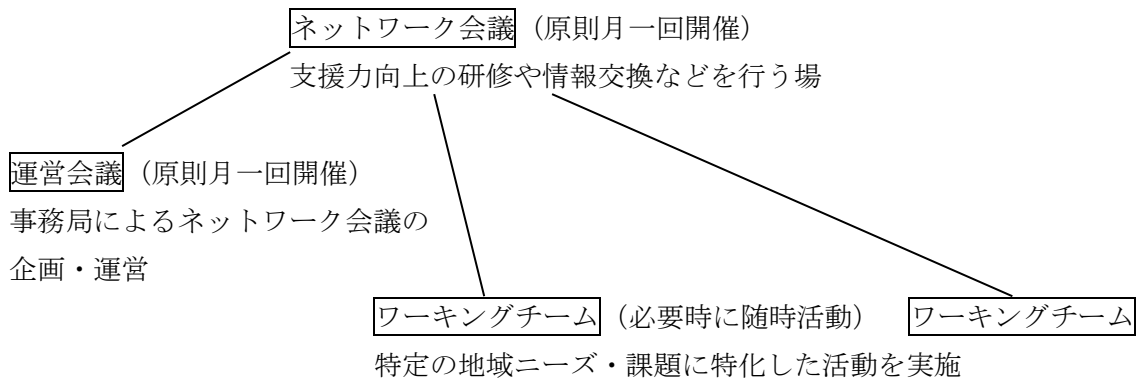 ネットワーク会議（原則月一回開催）
支援力向上の研修や情報交換などを行う場
運営会議（原則月一回開催）
事務局によるネットワーク会議の
企画・運営
ワーキングチーム（必要時に随時活動） ワーキングチーム
特定の地域ニーズ・課題に特化した活動を実施